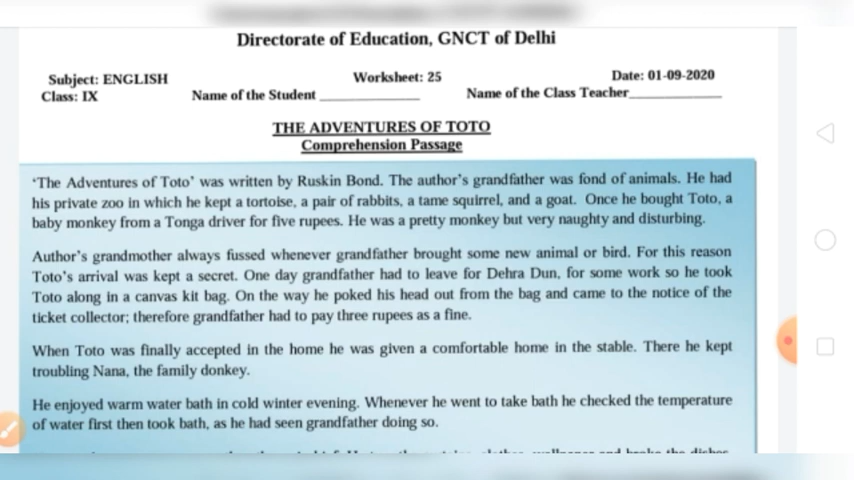 Directorate of Education, GNCT of Delhi
Subject: ENGLISH Worksheet: 25 Date: 01-09-2020
Class: IX Name of the Student ____________ Name of the Class Teacher____________
THE ADVENTURES OF TOTO
Comprehension Passage
‘The Adventures of Toto’ was written by Ruskin Bond. The author’s grandfather was fond of animals. He had
his private zoo in which he kept a tortoise, a pair of rabbits, a tame squirrel, and a goat. Once he bought Toto, a
baby monkey from a Tonga driver for five rupees. He was a pretty monkey but very naughty and disturbing.
Author’s grandmother always fussed whenever grandfather brought some new animal or bird. For this reason
Toto’s arrival was kept a secret. One day grandfather had to leave for Dehra Dun, for some work so he took
Toto along in a canvas kit bag. On the way he poked his head out from the bag and came to the notice of the
ticket collector; therefore grandfather had to pay three rupees as a fine.
When Toto was finally accepted in the home he was given a comfortable home in the stable. There he kept
troubling Nana, the family donkey.
He enjoyed warm water bath in cold winter evening. Whenever he went to take bath he checked the temperature
of water first then took bath, as he had seen grandfather doing so.